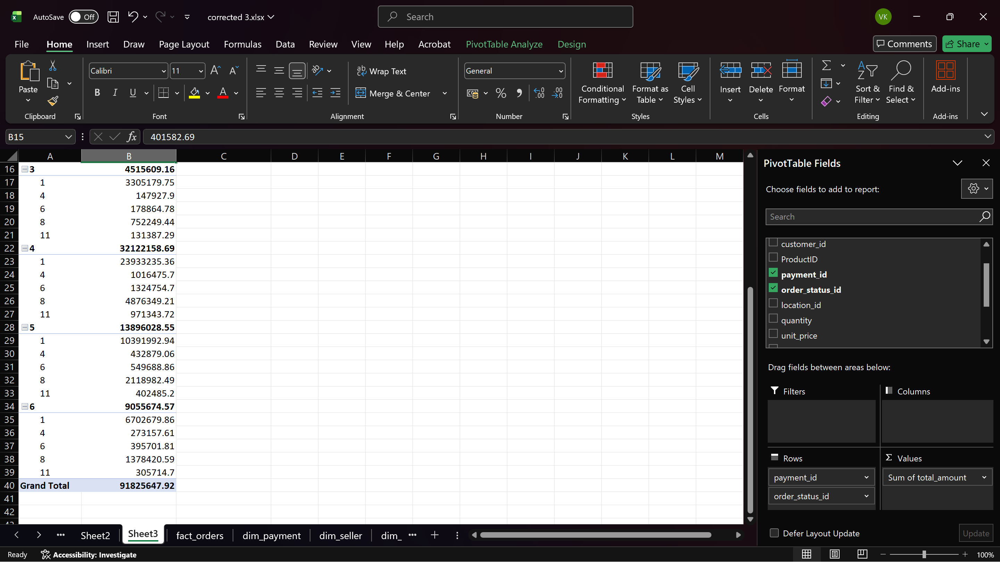 AutoSave Off corrected 3.xlsx Search VK
File Home Insert Draw Page Layout Formulas Data Review View Help Acrobat PivotTable Analyze Design Comments Share
Paste Calibri 11 Wrap Text General Conditional Formatting Format as Table Cell Styles Insert Delete Format Sort & Filter Find & Select Add-ins
B I U Merge & Center
Clipboard Font Alignment Number Styles Cells Editing Add-ins
B15 fx 401582.69
A B C D E F G H I J K L M
16 3 4515609.16
17 1 3305179.75
18 4 147927.9
19 6 178864.78
20 8 752249.44
21 11 131387.29
22 4 32122158.69
23 1 23933235.36
24 4 1016475.7
25 6 1324754.7
26 8 4876349.21
27 11 971343.72
28 5 13896028.55
29 1 10391992.94
30 4 432879.06
31 6 549688.86
32 8 2118982.49
33 11 402485.2
34 6 9055674.57
35 1 6702679.86
36 4 273157.61
37 6 395701.81
38 8 1378420.59
39 11 305714.7
40 Grand Total 91825647.92
41
42
PivotTable Fields
Choose fields to add to report:
Search
customer_id
ProductID
payment_id
order_status_id
location_id
quantity
unit_price
Drag fields between areas below:
Filters Columns
Rows Σ Values
payment_id Sum of total_amount
order_status_id
Defer Layout Update Update
Sheet2 Sheet3 fact_orders dim_payment dim_seller dim_
Ready Accessibility: Investigate 100%